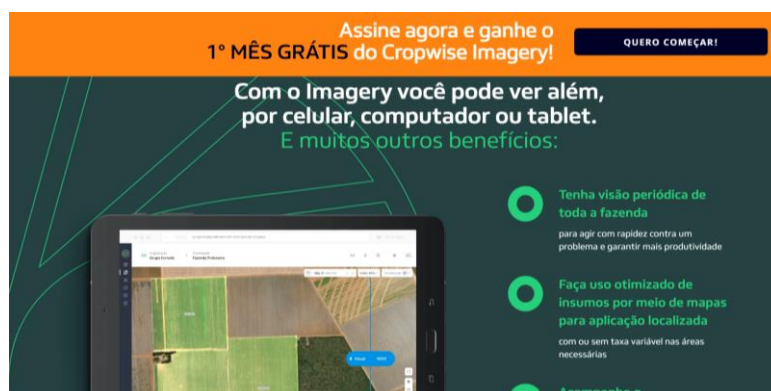 Assine agora e ganhe o
1° MÊS GRÁTIS do Cropwise Imagery!
QUERO COMEÇAR!
Com o Imagery você pode ver além,
por celular, computador ou tablet.
E muitos outros benefícios:
Tenha visão periódica de
toda a fazenda
para agir com rapidez contra um
problema e garantir mais produtividade
Faça uso otimizado de
insumos por meio de mapas
para aplicação localizada
com ou sem taxa variável nas áreas
necessárias